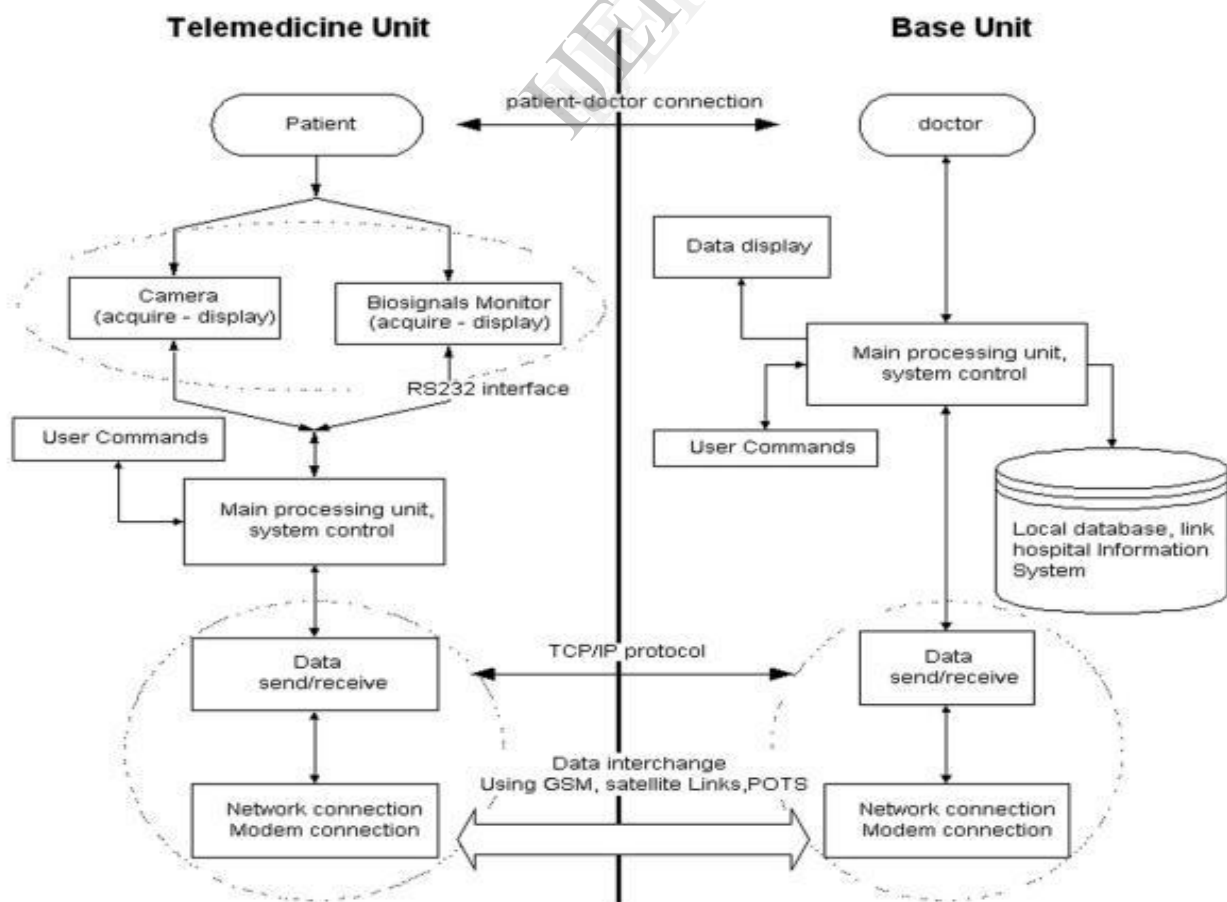 Telemedicine Unit
Base Unit
patient-doctor connection
Patient
doctor
Data display
Camera
(acquire - display)
Biosignals Monitor
(acquire - display)
Main processing unit,
system control
RS232 interface
User Commands
User Commands
Main processing unit,
system control
Local database, link
hospital Information
System
TCP/IP protocol
Data
send/receive
Data
send/receive
Data interchange
Using GSM, satellite Links,POTS
Network connection
Modem connection
Network connection
Modem connection